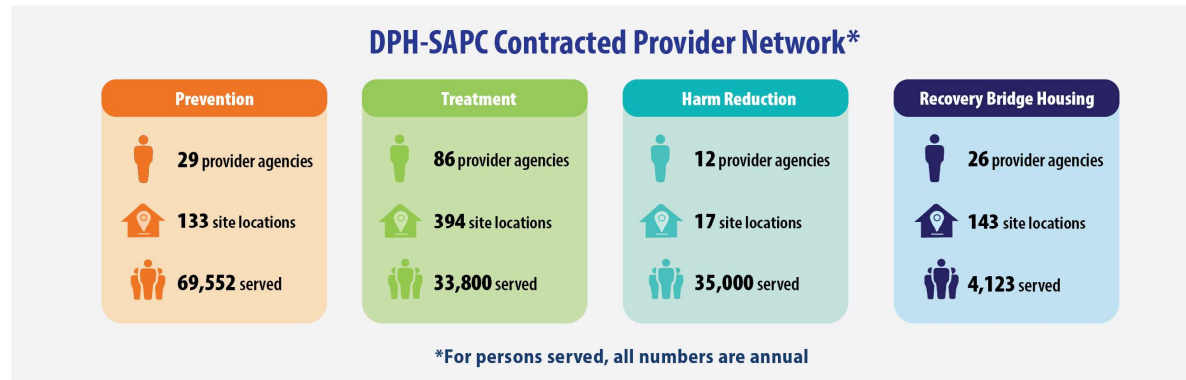 DPH-SAPC Contracted Provider Network*
Prevention
29 provider agencies
133 site locations
69,552 served
Treatment
86 provider agencies
394 site locations
33,800 served
Harm Reduction
12 provider agencies
17 site locations
35,000 served
Recovery Bridge Housing
26 provider agencies
143 site locations
4,123 served
*For persons served, all numbers are annual